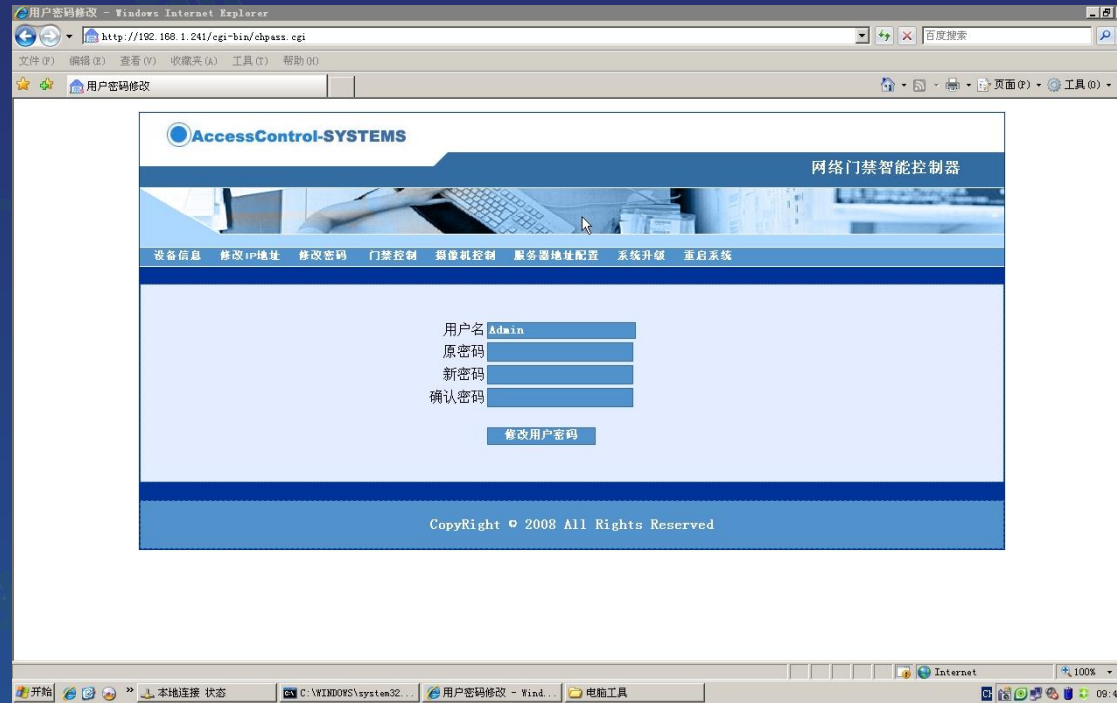 用户密码修改 - Windows Internet Explorer
http://192.168.1.241/cgi-bin/chpass.cgi
百度搜索
文件(F) 编辑(E) 查看(V) 收藏夹(A) 工具(T) 帮助(H)
用户密码修改
页面(P) 工具(O)
AccessControl-SYSTEMS
网络门禁智能控制器
设备信息 修改IP地址 修改密码 门禁控制 摄像机控制 服务器地址配置 系统升级 重启系统
用户名 Admin
原密码
新密码
确认密码
修改用户密码
CopyRight © 2008 All Rights Reserved
Internet 100%
开始 » 本地连接 状态 C:\WINDOWS\system32... 用户密码修改 - Wind... 电脑工具 CH 09:4